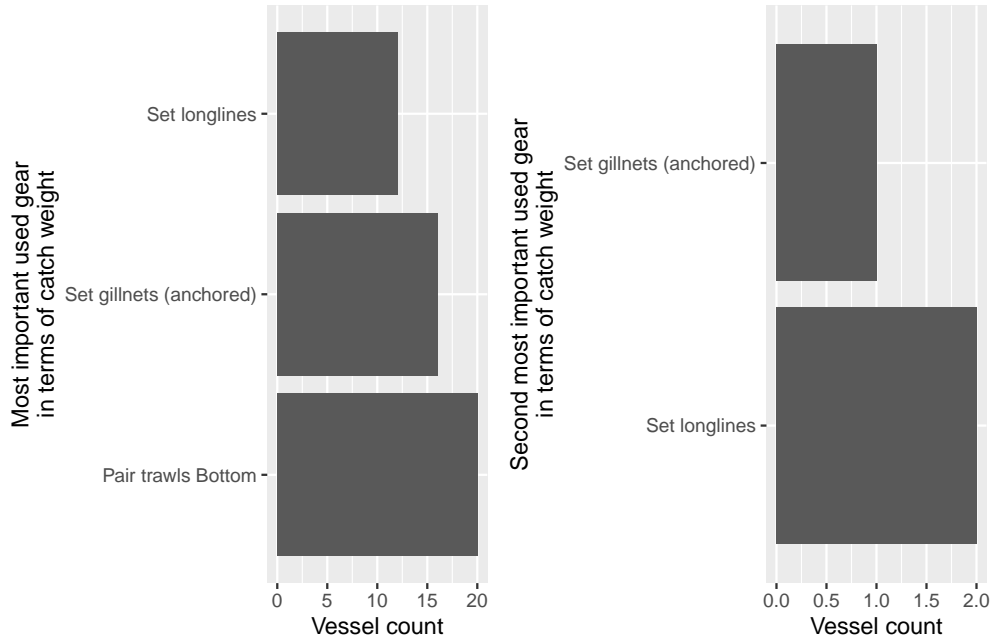 Most important used gear
in terms of catch weight
Set longlines
Set gillnets (anchored)
Pair trawls Bottom
0 5 10 15 20
Vessel count
Second most important used gear
in terms of catch weight
Set gillnets (anchored)
Set longlines
0.0 0.5 1.0 1.5 2.0
Vessel count